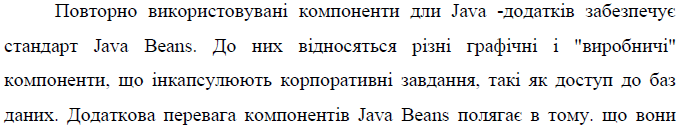 Повторно використовувані компоненти дли Java -додатків забезпечує
стандарт Java Beans. До них відносяться різні графічні і "виробничі"
компоненти, що інкапсулюють корпоративні завдання, такі як доступ до баз
даних. Додаткова перевага компонентів Java Beans полягає в тому. що вони